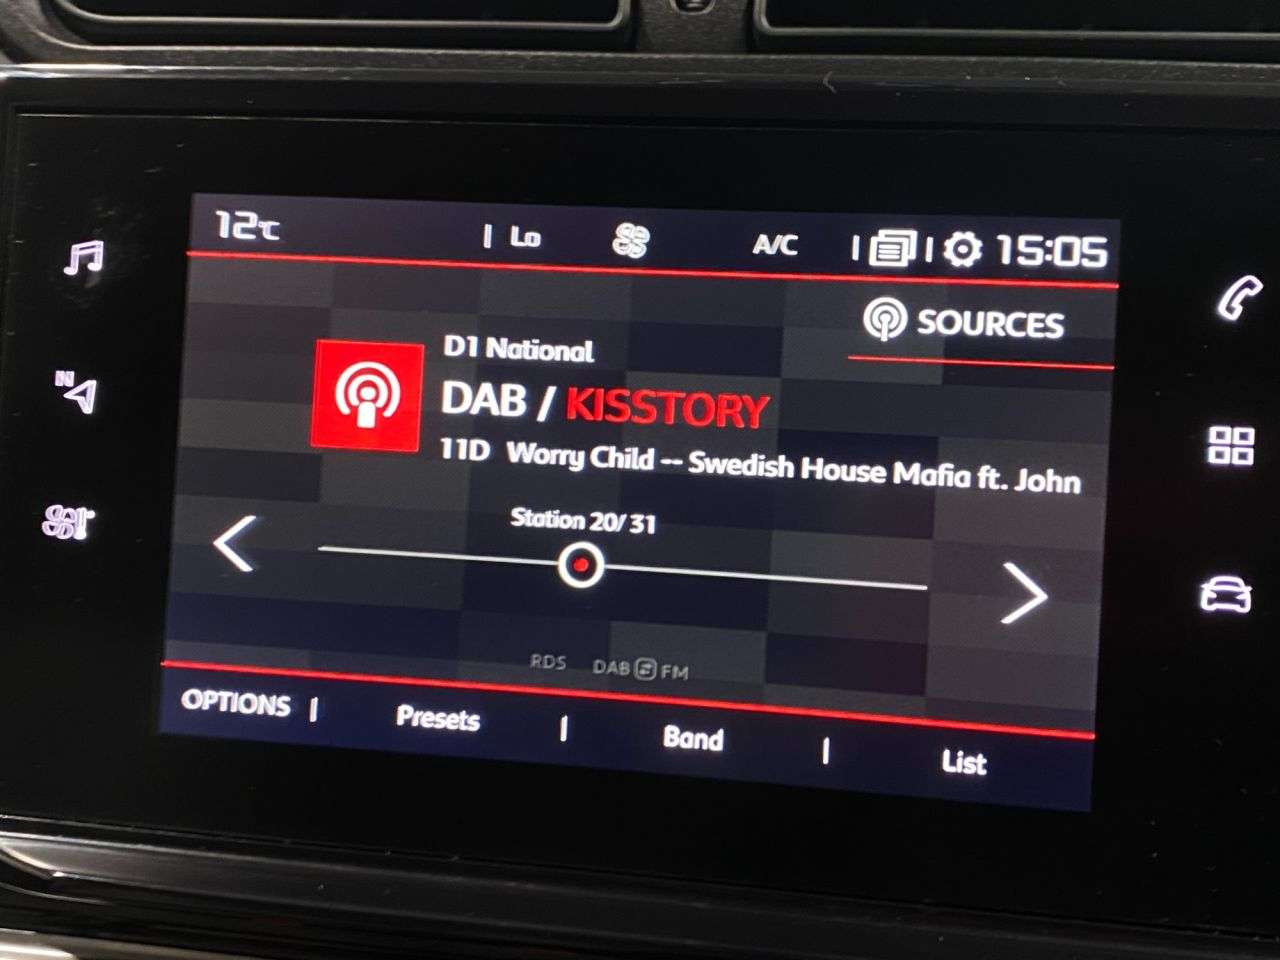 12°C | Lo A/C | | 15:05
SOURCES
D1 National
DAB / KISSTORY
11D Worry Child -- Swedish House Mafia ft. John
Station 20/31
RDS DAB FM
OPTIONS | Presets | Band | List